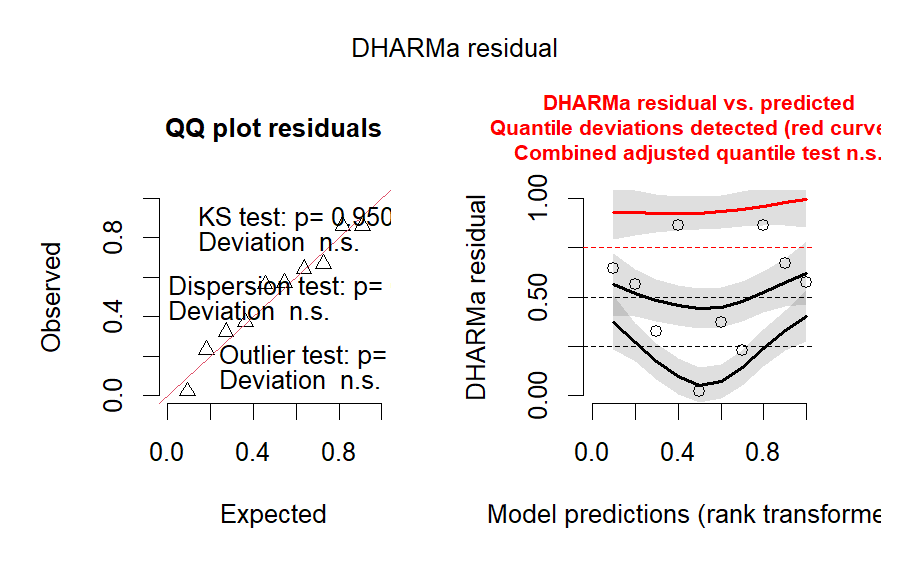 DHARMa residual
QQ plot residuals
KS test: p= 0.950
Deviation n.s.
Dispersion test: p=
Deviation n.s.
Outlier test: p=
Deviation n.s.
Observed
0.0 0.4 0.8
0.0 0.4 0.8
Expected
DHARMa residual vs. predicted
Quantile deviations detected (red curve
Combined adjusted quantile test n.s.
DHARMa residual
0.00 0.50 1.00
0.0 0.4 0.8
Model predictions (rank transforme